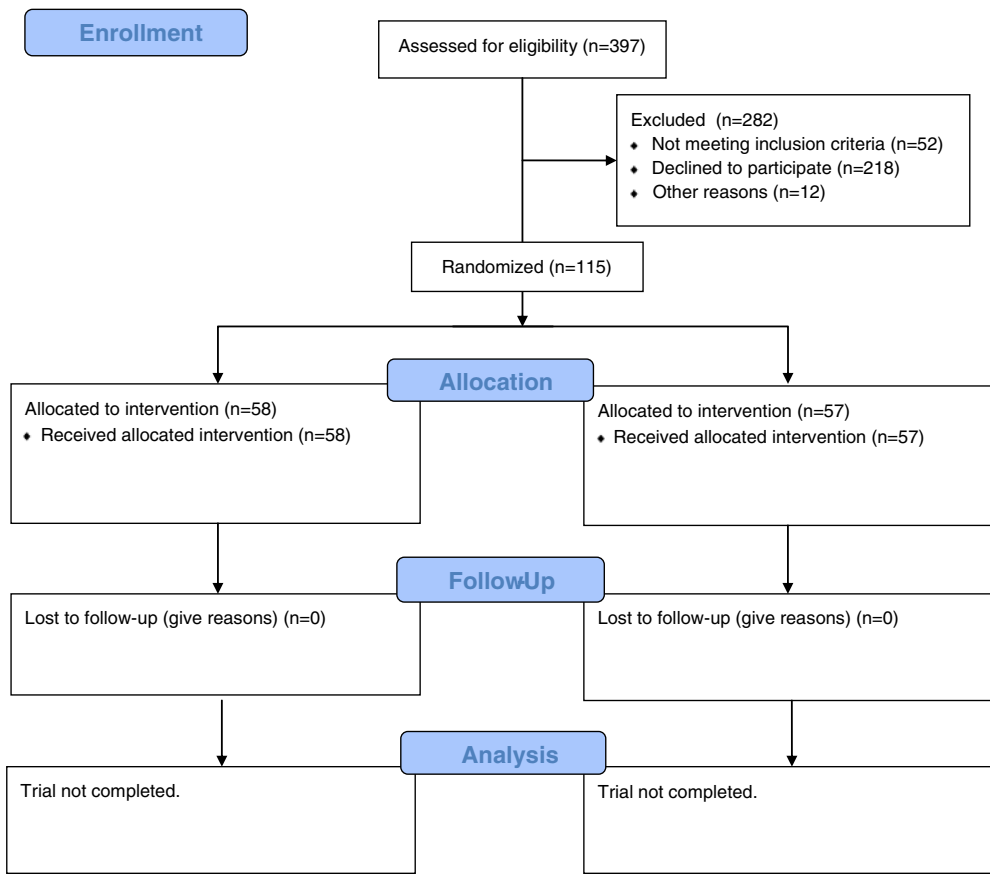 Enrollment
Assessed for eligibility (n=397)
Excluded (n=282)
♦ Not meeting inclusion criteria (n=52)
♦ Declined to participate (n=218)
♦ Other reasons (n=12)
Randomized (n=115)
Allocation
Allocated to intervention (n=58)
♦ Received allocated intervention (n=58)
Allocated to intervention (n=57)
♦ Received allocated intervention (n=57)
Follow-Up
Lost to follow-up (give reasons) (n=0)
Lost to follow-up (give reasons) (n=0)
Analysis
Trial not completed.
Trial not completed.